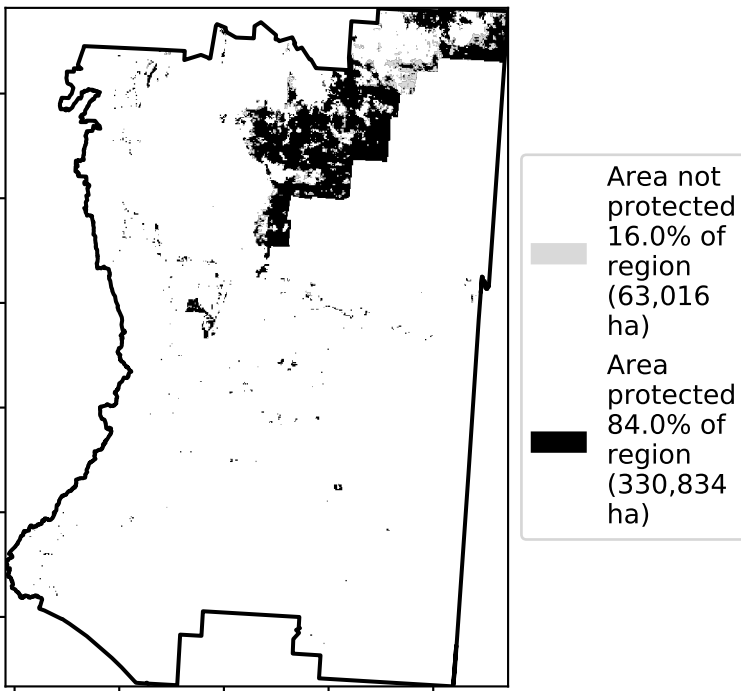 Area not
protected
16.0% of
region
(63,016
ha)
Area
protected
84.0% of
region
(330,834
ha)